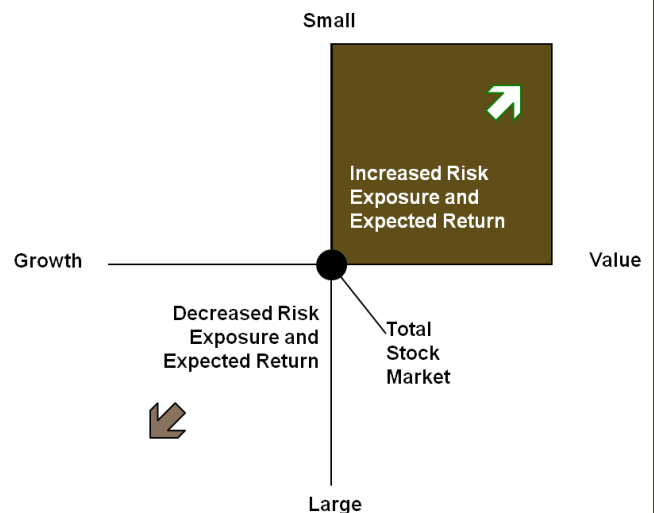 Small
Increased Risk
Exposure and
Expected Return
Growth
Value
Decreased Risk
Exposure and
Expected Return
Total
Stock
Market
Large